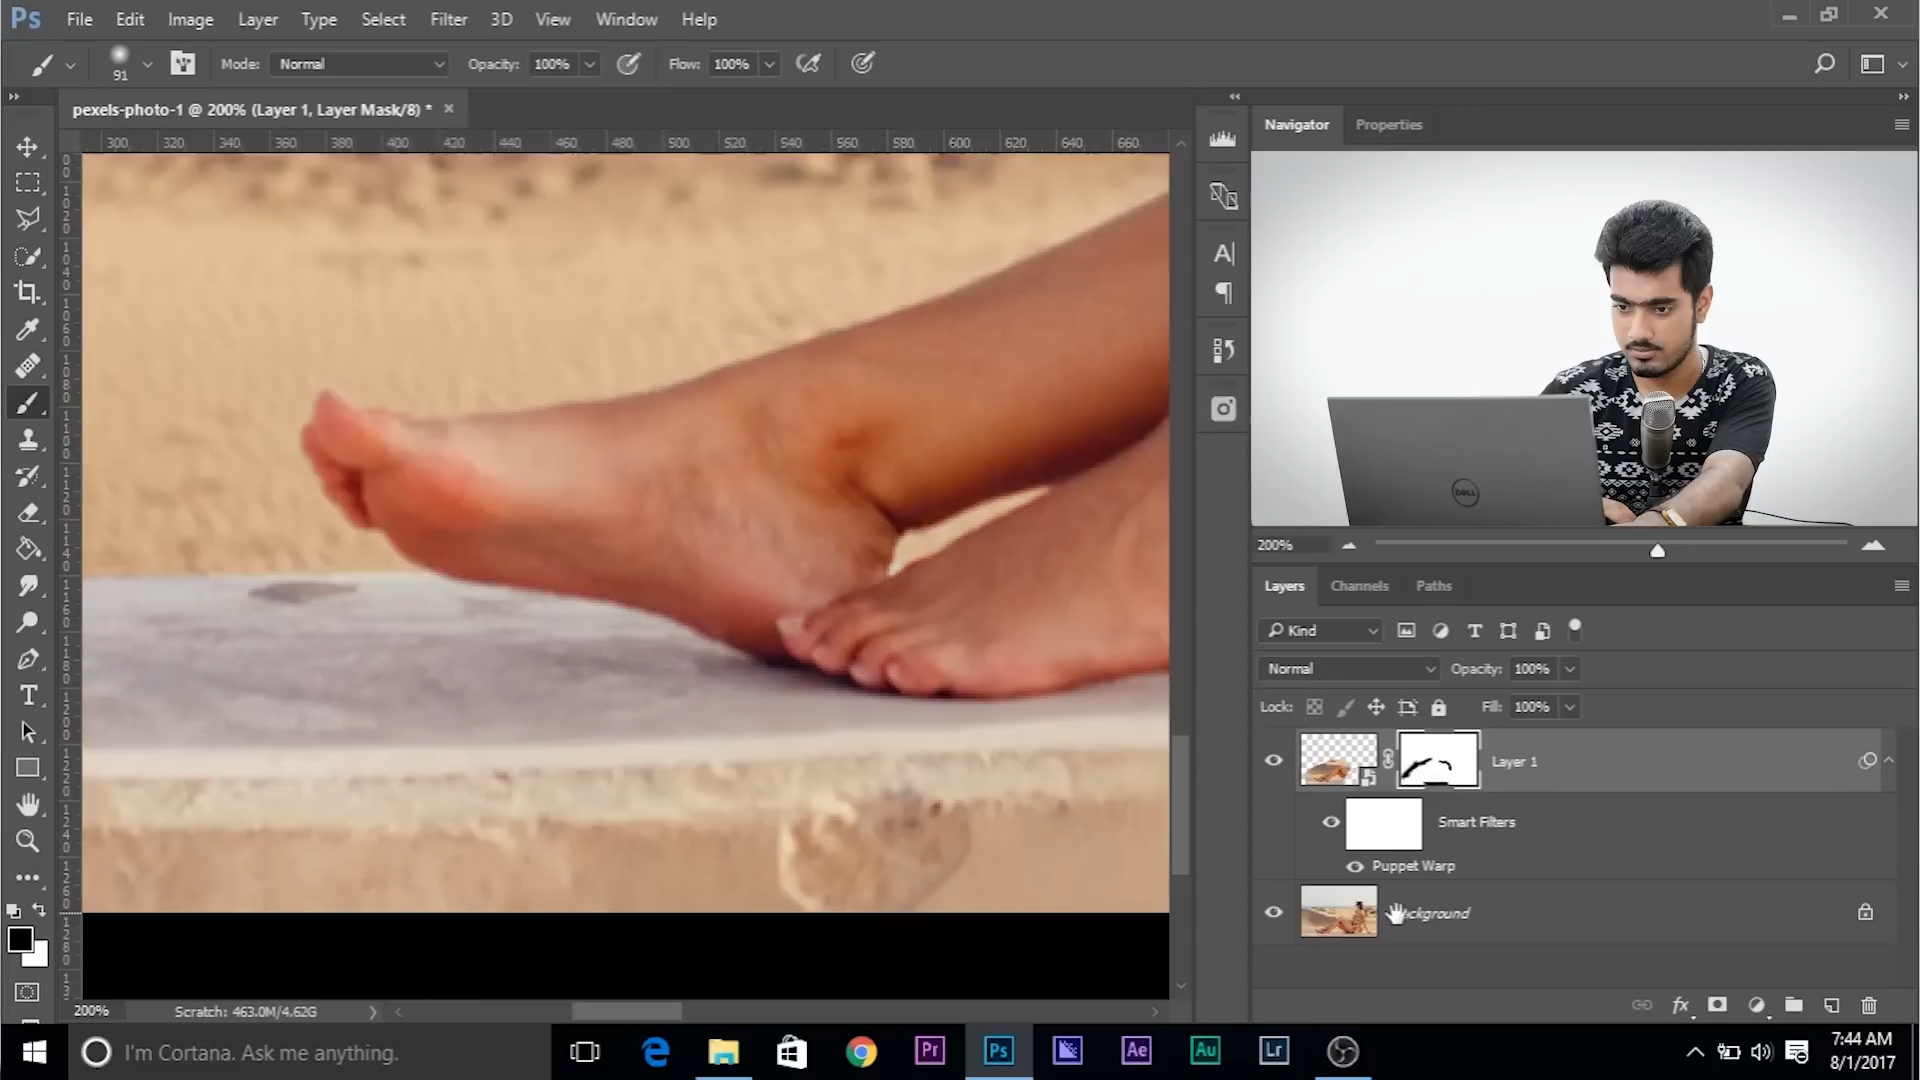 Ps File Edit Image Layer Type Select Filter 3D View Window Help
91 Mode: Normal Opacity: 100% Flow: 100%
pexels-photo-1 @ 200% (Layer 1, Layer Mask/8) * ×
300 320 340 360 380 400 420 440 460 480 500 520 540 560 580 600 620 640 660
Navigator Properties
DELL
200%
Layers Channels Paths
Kind
Normal Opacity: 100%
Lock: Fill: 100%
Layer 1
Smart Filters
Puppet Warp
200% Scratch: 463.0M/4.62G
I'm Cortana. Ask me anything.
Pr Ps Ae Au Lr
7:44 AM
8/1/2017